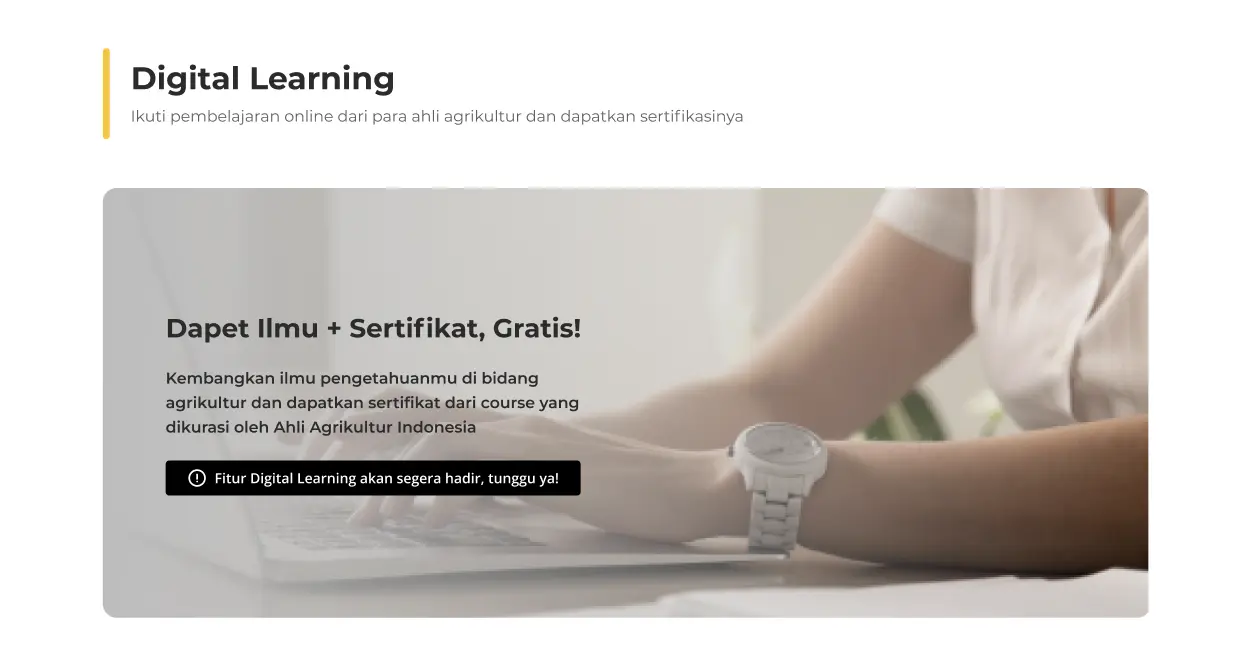 Digital Learning
Ikuti pembelajaran online dari para ahli agrikultur dan dapatkan sertifikasinya
Dapet Ilmu + Sertifikat, Gratis!
Kembangkan ilmu pengetahuanmu di bidang
agrikultur dan dapatkan sertifikat dari course yang
dikurasi oleh Ahli Agrikultur Indonesia
Fitur Digital Learning akan segera hadir, tunggu ya!